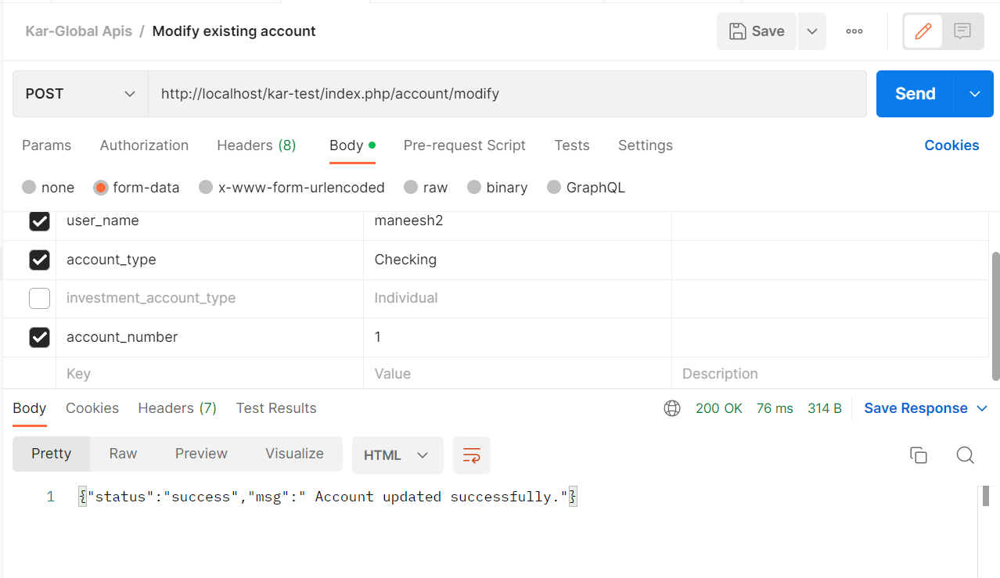 Kar-Global Apis / Modify existing account
Save
POST
http://localhost/kar-test/index.php/account/modify
Send
Params Authorization Headers (8) Body Pre-request Script Tests Settings Cookies
none form-data x-www-form-urlencoded raw binary GraphQL
user_name maneesh2
account_type Checking
investment_account_type Individual
account_number 1
Key Value Description
Body Cookies Headers (7) Test Results 200 OK 76 ms 314 B Save Response
Pretty Raw Preview Visualize HTML
1 {"status":"success","msg":" Account updated successfully."}